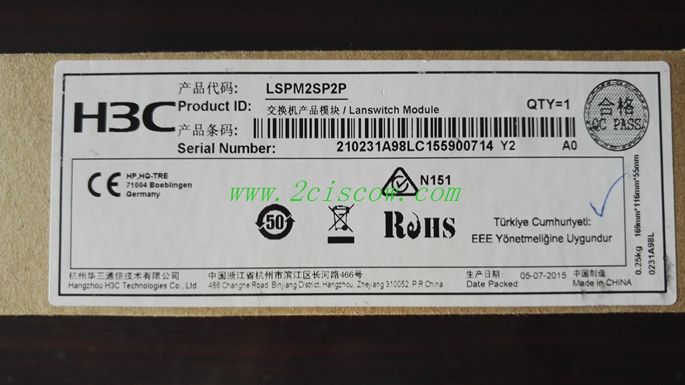 H3C
产品代码:
LSPM2SP2P
Product ID:
交换机产品模块 / Lanswitch Module
QTY=1
合格
QC PASS
产品条码:
Serial Number:
210231A98LC155900714 Y2
A0
HP,HQ-TRE
71004 Boeblingen
Germany
N151
www.2ciscow.com
50
RoHS
Türkiye Cumhuriyeti:
EEE Yönetmeliğine Uygundur
0.25kg 169mm*116mm*55mm
0231A98L
杭州华三通信技术有限公司
Hangzhou H3C Technologies Co., Ltd.
中国浙江省杭州市滨江区长河路466号
466 Changhe Road, Binjiang District, Hangzhou, Zhejiang 310052, P.R.China
生产日期:
Date Packed:
05-07-2015
中国制造
Made in CHINA